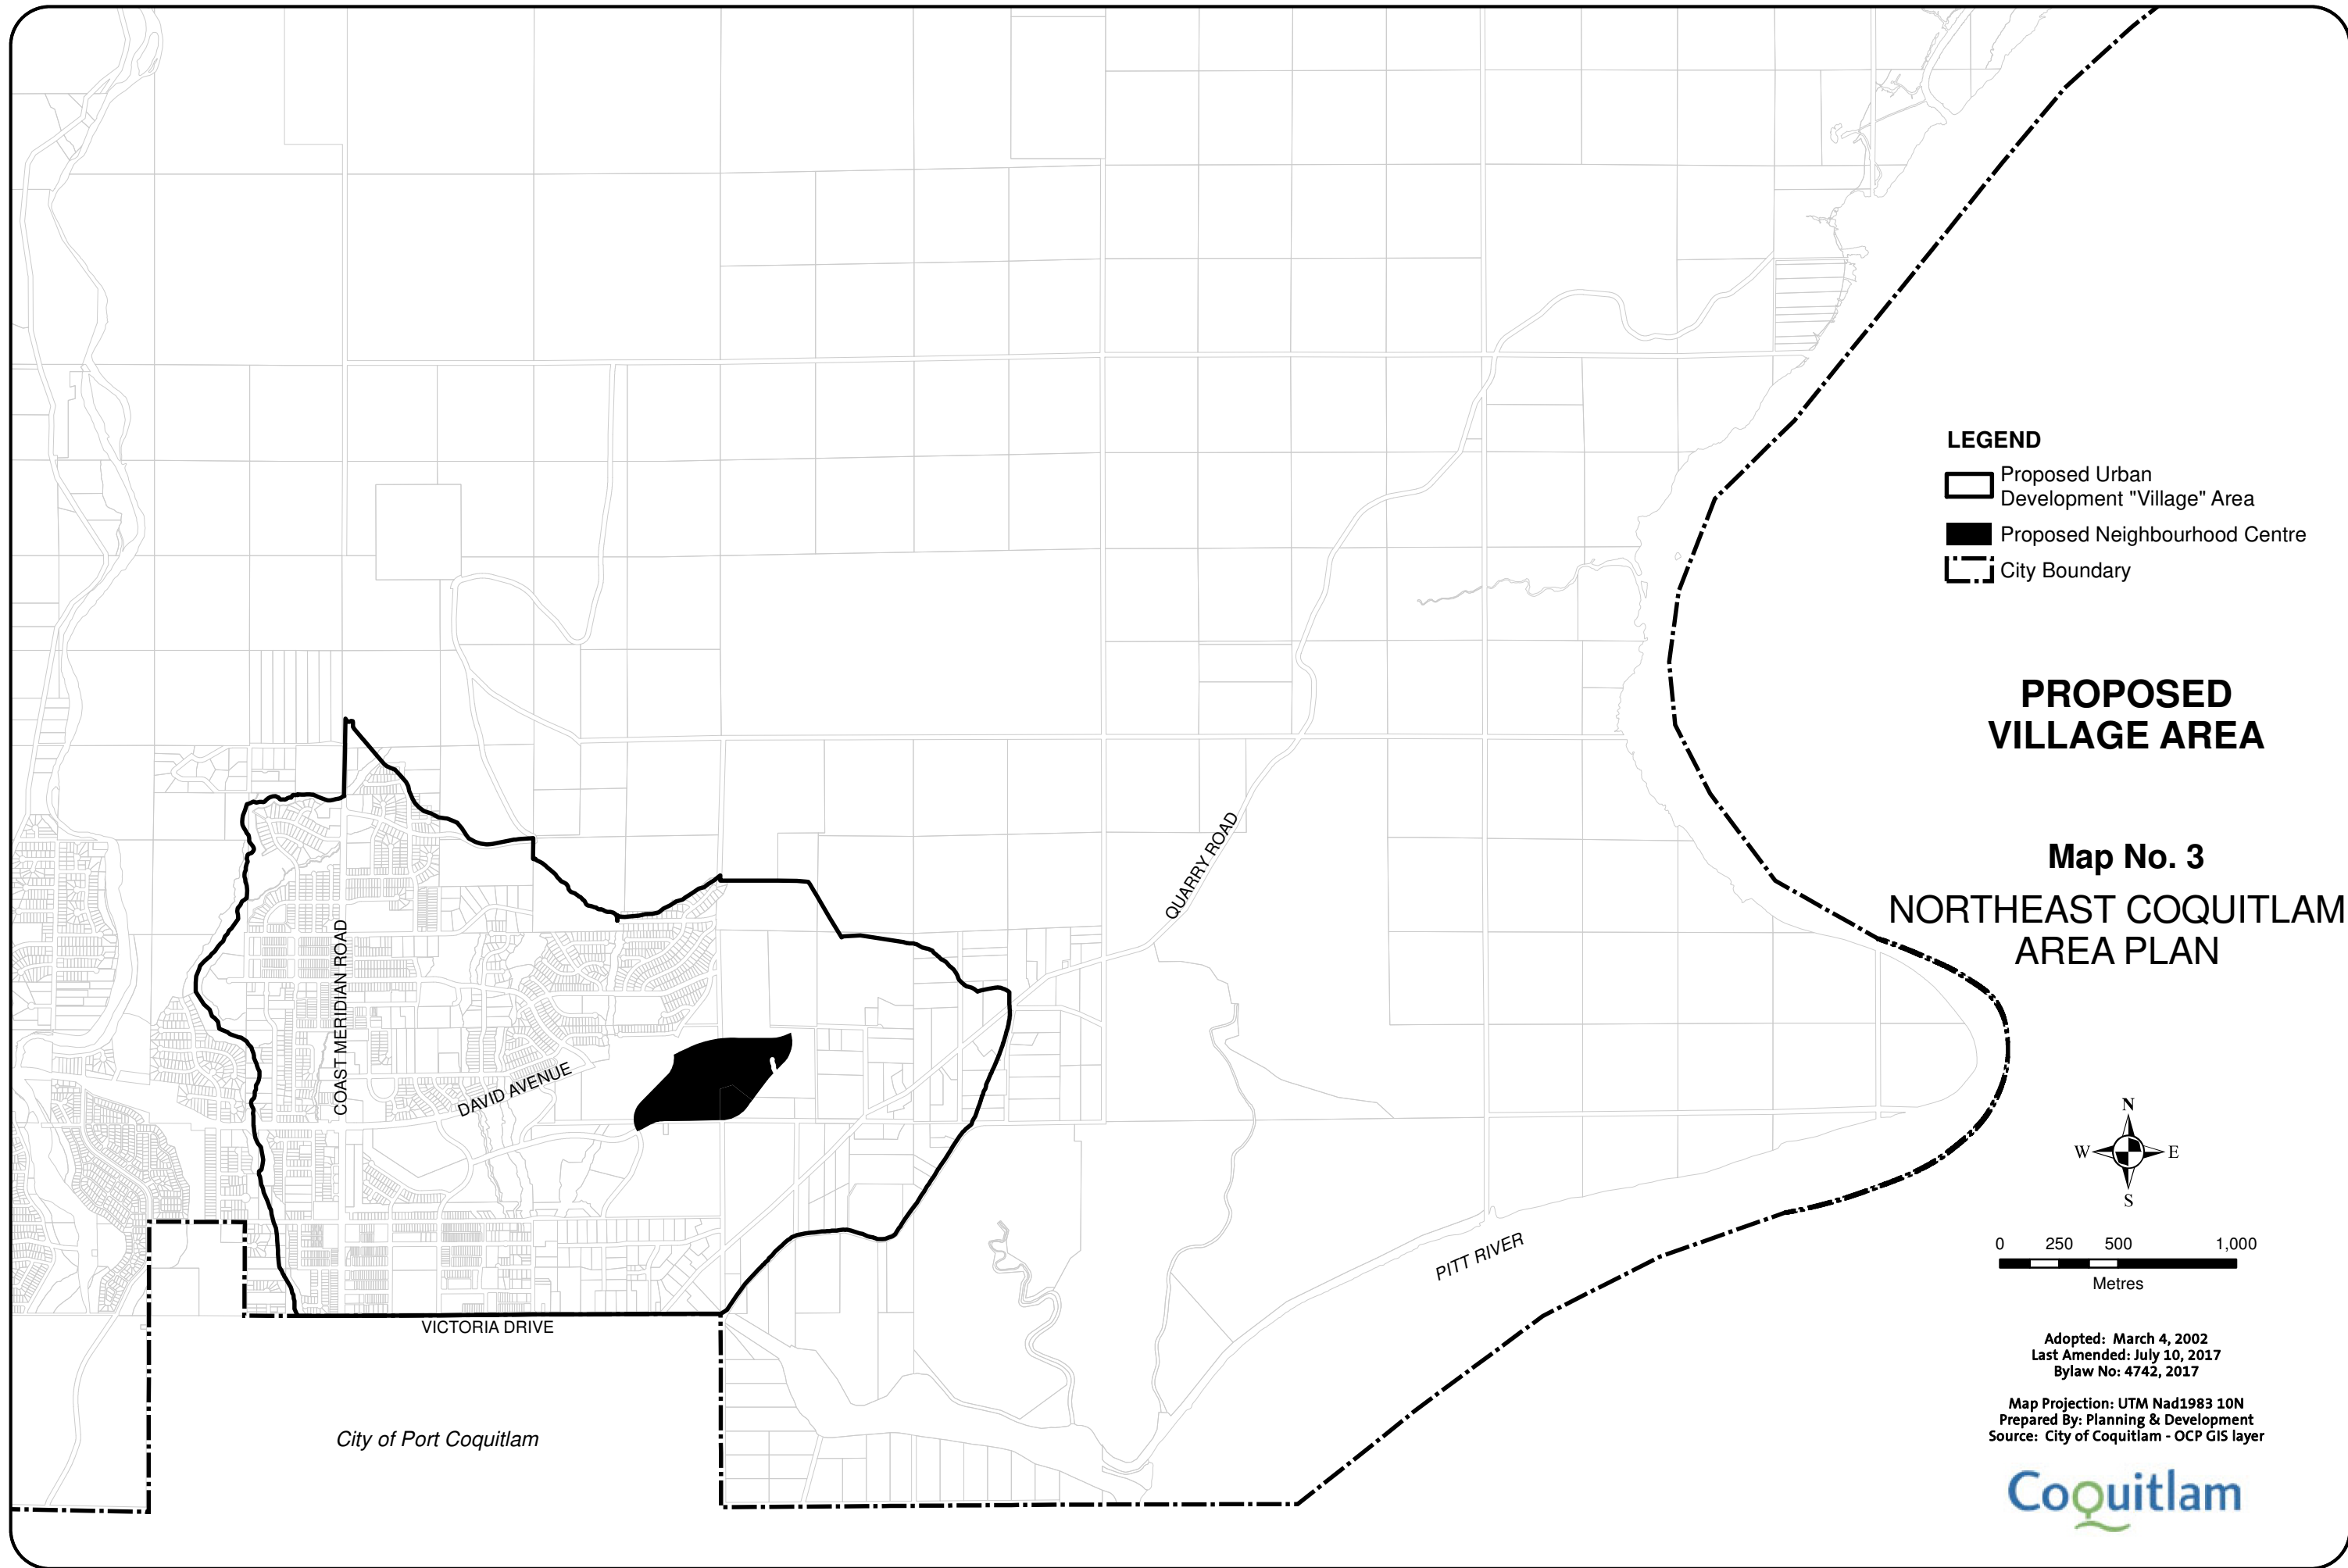 LEGEND
Proposed Urban
Development "Village" Area
Proposed Neighbourhood Centre
City Boundary
PROPOSED
VILLAGE AREA
Map No. 3
NORTHEAST COQUITLAM
AREA PLAN
QUARRY ROAD
COAST MERIDIAN ROAD
DAVID AVENUE
PITT RIVER
VICTORIA DRIVE
City of Port Coquitlam
N
W E
S
0 250 500 1,000
Metres
Adopted: March 4, 2002
Last Amended: July 10, 2017
Bylaw No: 4742, 2017
Map Projection: UTM Nad1983 10N
Prepared By: Planning & Development
Source: City of Coquitlam - OCP GIS layer
Coquitlam